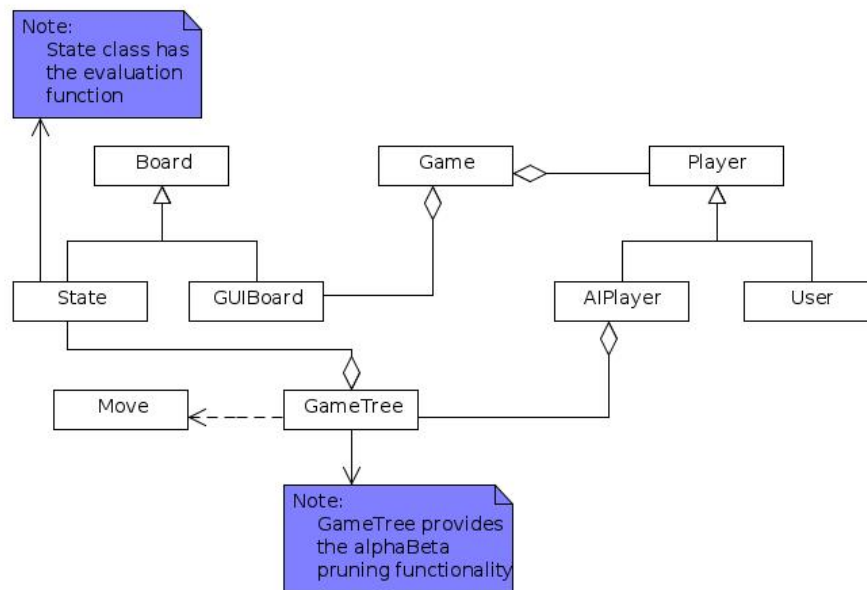 Note:
State class has
the evaluation
function
Board
Game
Player
State
GUIBoard
AIPlayer
User
Move
GameTree
Note:
GameTree provides
the alphaBeta
pruning functionality